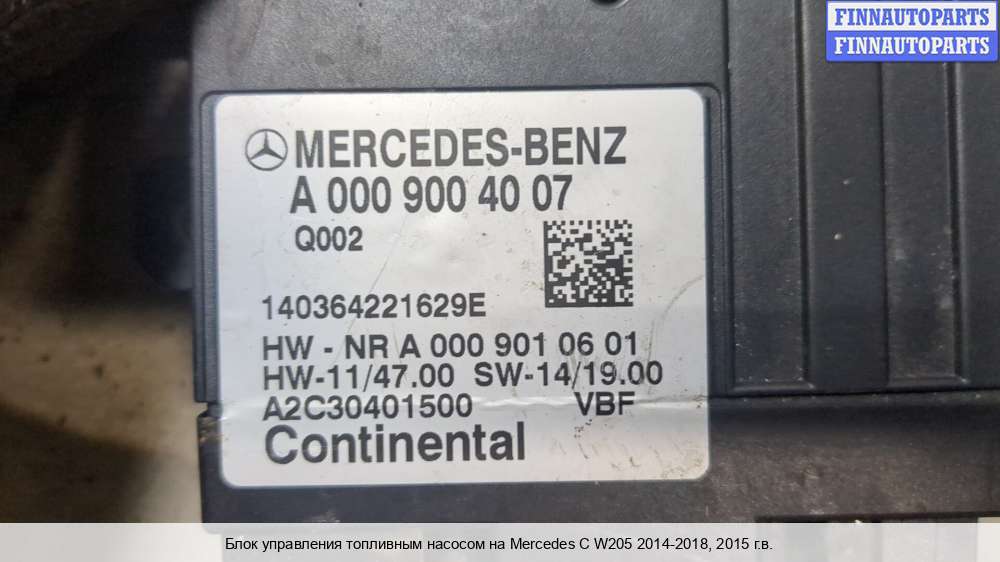 FINNAUTOPARTS
FINNAUTOPARTS
MERCEDES-BENZ
A 000 900 40 07
Q002
140364221629E
HW - NR A 000 901 06 01
HW-11/47.00 SW-14/19.00
A2C30401500 VBF
Continental
Блок управления топливным насосом на Mercedes C W205 2014-2018, 2015 г.в.